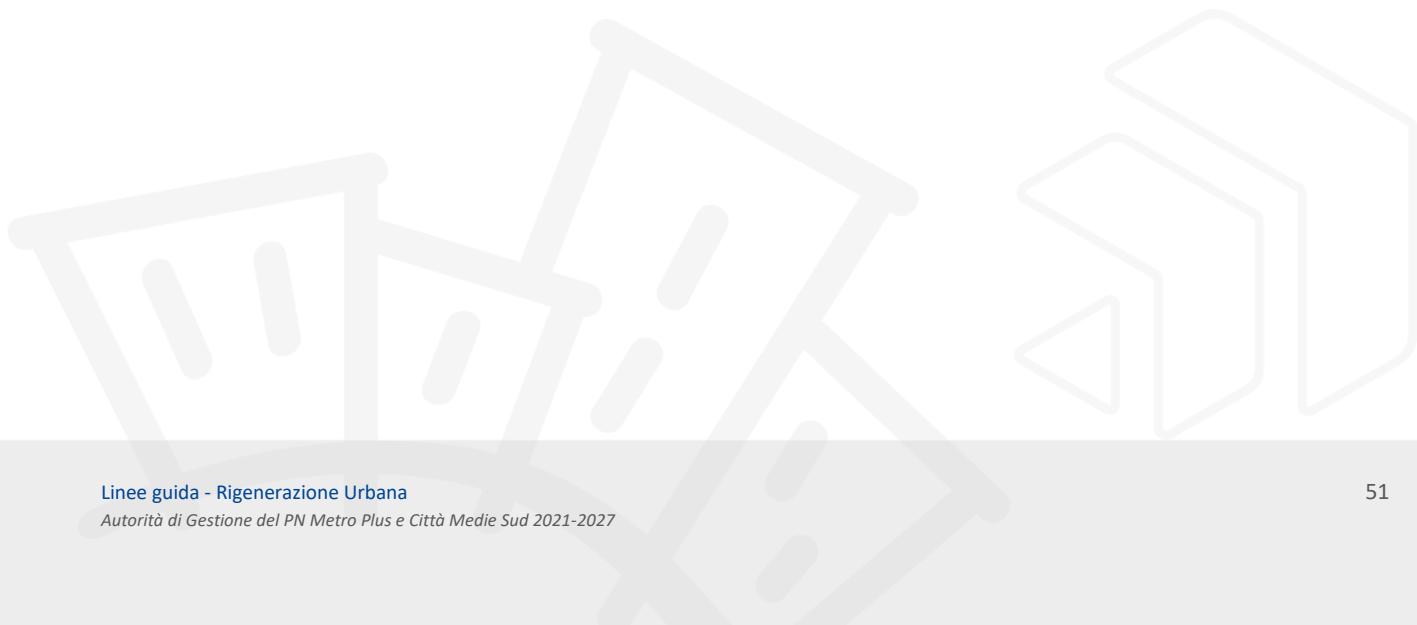 Linee guida - Rigenerazione Urbana
51
Autorità di Gestione del PN Metro Plus e Città Medie Sud 2021-2027